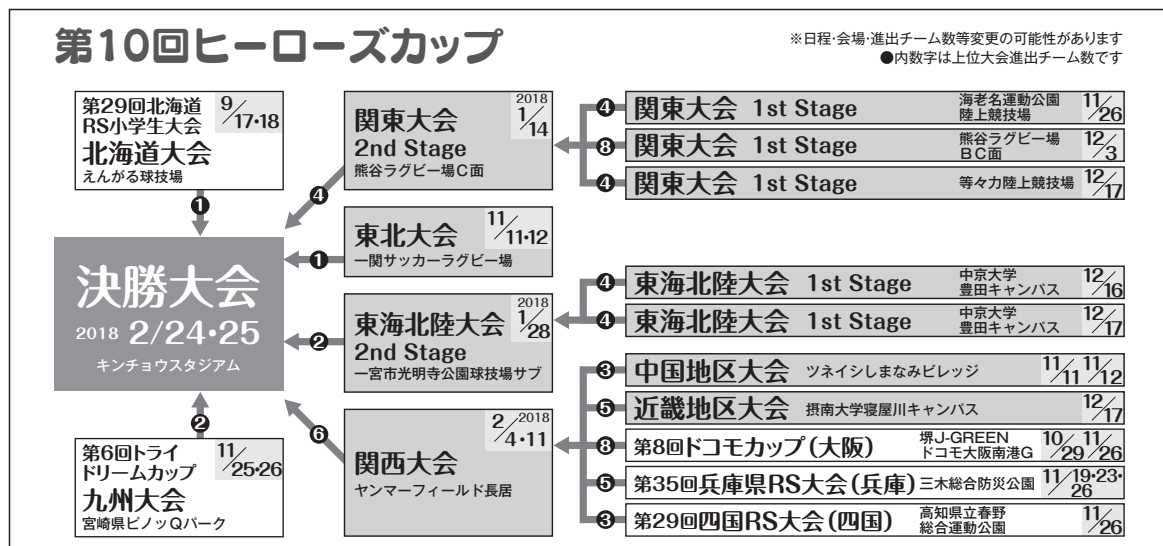 第10回ヒーローズカップ
※日程・会場・進出チーム数等変更の可能性があります
●内数字は上位大会進出チーム数です
第29回北海道
RS小学生大会
9/17・18
北海道大会
えんがる球技場
❶
決勝大会
2018 2/24・25
キンチョウスタジアム
❷
第6回トライ
ドリームカップ
11/25・26
九州大会
宮崎県ビノッQパーク
関東大会
2018
1/14
2nd Stage
熊谷ラグビー場C面
❹
東北大会
11/11・12
一関サッカーラグビー場
❶
東海北陸大会
2018
1/28
2nd Stage
一宮市光明寺公園球技場サブ
❷
関西大会
2/2018
4・11
ヤンマーフィールド長居
❻
❹ 関東大会 1st Stage 海老名運動公園
陸上競技場 11/26
❽ 関東大会 1st Stage 熊谷ラグビー場
BC面 12/3
❹ 関東大会 1st Stage 等々力陸上競技場 12/17
❹ 東海北陸大会 1st Stage 中京大学
豊田キャンパス 12/16
❹ 東海北陸大会 1st Stage 中京大学
豊田キャンパス 12/17
❸ 中国地区大会 ツネイシしまなみビレッジ 11/11 11/12
❺ 近畿地区大会 摂南大学寝屋川キャンパス 12/17
❽ 第8回ドコモカップ(大阪) 堺J-GREEN
ドコモ大阪南港G 10/29 11/26
❺ 第35回兵庫県RS大会(兵庫) 三木総合防災公園 11/19・23・26
❸ 第29回四国RS大会(四国) 高知県立春野
総合運動公園 11/26